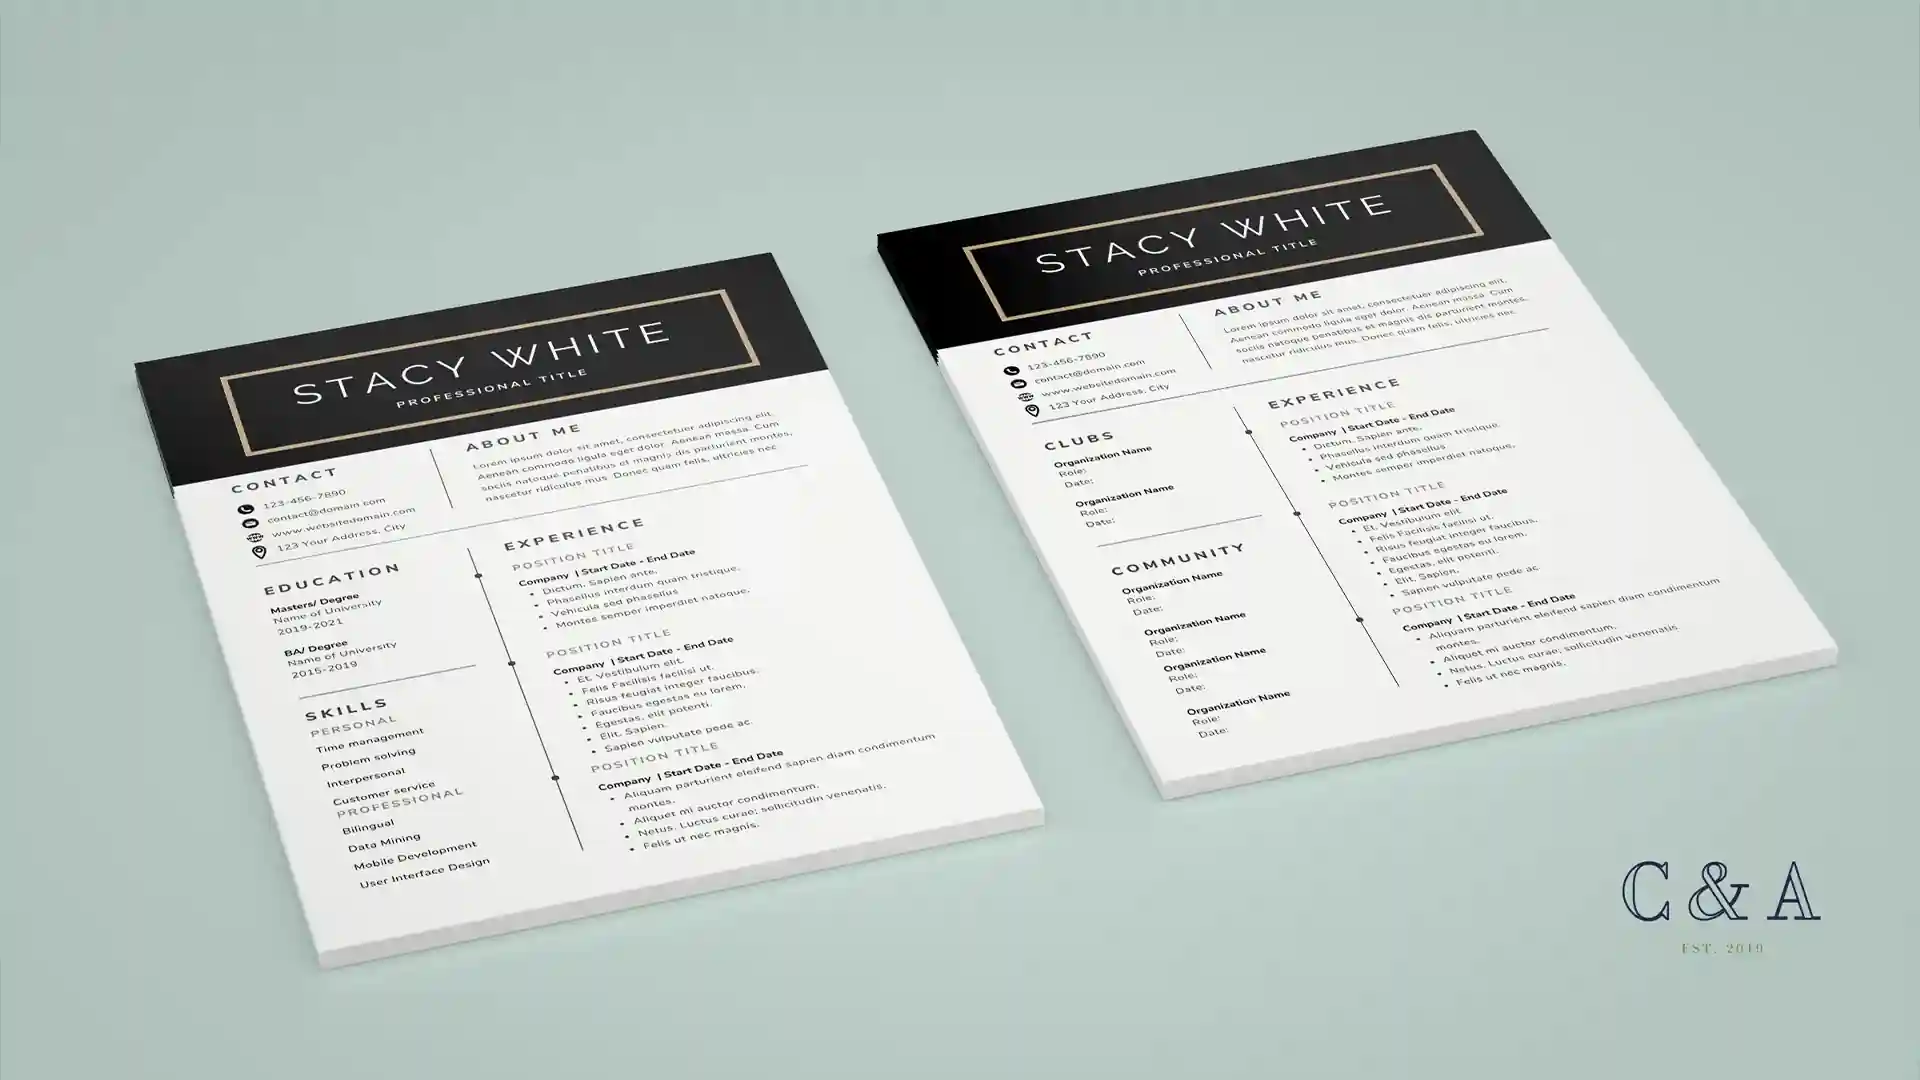 STACY WHITE
PROFESSIONAL TITLE
CONTACT
123-456-7890
contact@domain.com
www.websitedomain.com
123 Your Address, City
ABOUT ME
Lorem ipsum dolor sit amet, consectetuer adipiscing elit.
Aenean commodo ligula eget dolor. Aenean massa. Cum
sociis natoque penatibus et magnis dis parturient montes,
nascetur ridiculus mus. Donec quam felis, ultricies nec
EDUCATION
Masters/ Degree
Name of University
2019-2021
BA/ Degree
Name of University
2015-2019
SKILLS
PERSONAL
Time management
Problem solving
Interpersonal
Customer service
PROFESSIONAL
Bilingual
Data Mining
Mobile Development
User Interface Design
EXPERIENCE
POSITION TITLE
Company | Start Date - End Date
• Dictum, Sapien ante,
• Phasellus interdum quam tristique.
• Vehicula sed phasellus
• Montes semper imperdiet natoque,
POSITION TITLE
Company | Start Date - End Date
• Et. Vestibulum elit.
• Felis Facilisis facilisi ut.
• Risus feugiat integer faucibus.
• Faucibus egestas eu lorem.
• Egestas, elit potenti.
• Elit, Sapien.
• Sapien vulputate pede ac.
POSITION TITLE
Company | Start Date - End Date
• Aliquam parturient eleifend sapien diam condimentum
montes.
• Aliquet mi auctor condimentum.
• Netus. Luctus curae; sollicitudin venenatis.
• Felis ut nec magnis.
STACY WHITE
PROFESSIONAL TITLE
CONTACT
123-456-7890
contact@domain.com
www.websitedomain.com
123 Your Address, City
ABOUT ME
Lorem ipsum dolor sit amet, consectetuer adipiscing elit.
Aenean commodo ligula eget dolor. Aenean massa. Cum
sociis natoque penatibus et magnis dis parturient montes,
nascetur ridiculus mus. Donec quam felis, ultricies nec
CLUBS
Organization Name
Role:
Date:
Organization Name
Role:
Date:
COMMUNITY
Organization Name
Role:
Date:
Organization Name
Role:
Date:
Organization Name
Role:
Date:
Organization Name
Role:
Date:
EXPERIENCE
POSITION TITLE
Company | Start Date - End Date
• Dictum, Sapien ante,
• Phasellus interdum quam tristique.
• Vehicula sed phasellus
• Montes semper imperdiet natoque,
POSITION TITLE
Company | Start Date - End Date
• Et. Vestibulum elit.
• Felis Facilisis facilisi ut.
• Risus feugiat integer faucibus.
• Faucibus egestas eu lorem.
• Egestas, elit potenti.
• Elit, Sapien.
• Sapien vulputate pede ac.
POSITION TITLE
Company | Start Date - End Date
• Aliquam parturient eleifend sapien diam condimentum
montes.
• Aliquet mi auctor condimentum.
• Netus. Luctus curae; sollicitudin venenatis.
• Felis ut nec magnis.
C & A
EST. 2019